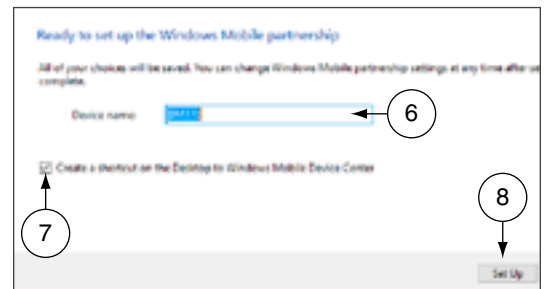 Ready to set up the Windows Mobile partnership
All of your choices will be saved. You can change Windows Mobile partnership settings at any time after se
complete.
Device name:
6
Create a shortcut on the Desktop to Windows Mobile Device Center
7
8
Set Up